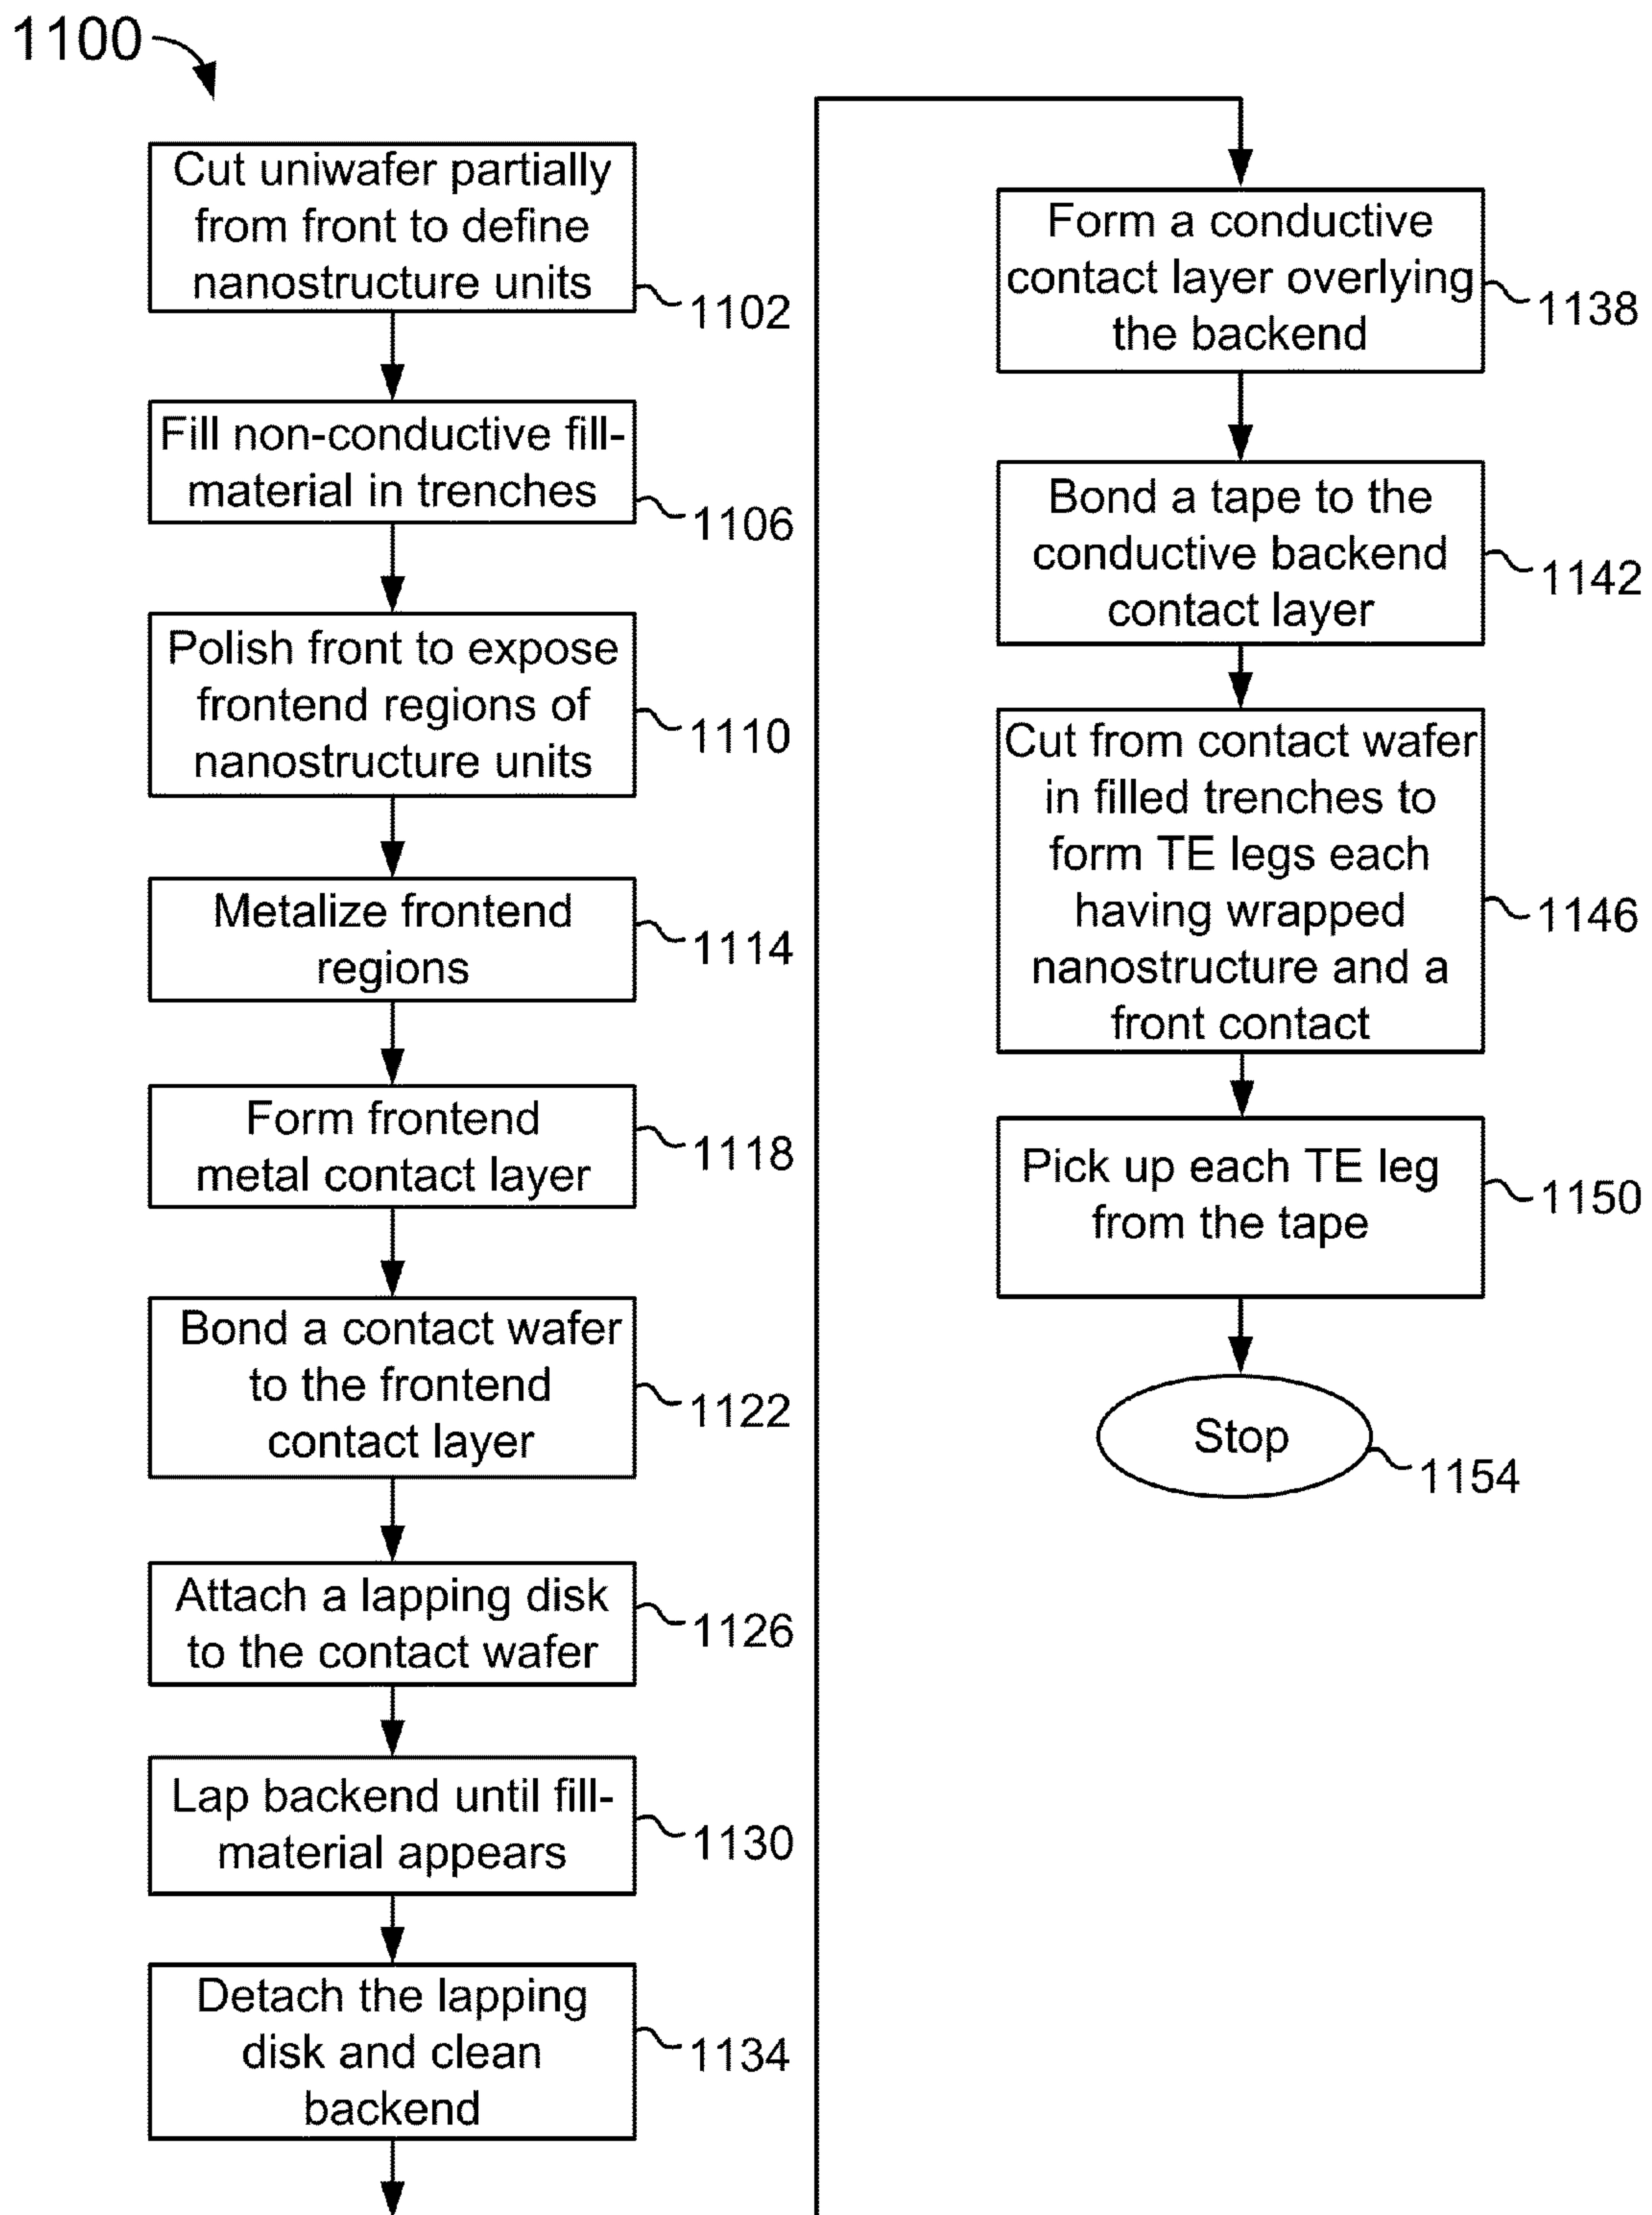 1100
Cut uniwafer partially
from front to define
nanostructure units
1102
Fill non-conductive fill-
material in trenches
1106
Polish front to expose
frontend regions of
nanostructure units
1110
Metalize frontend
regions
1114
Form frontend
metal contact layer
1118
Bond a contact wafer
to the frontend
contact layer
1122
Attach a lapping disk
to the contact wafer
1126
Lap backend until fill-
material appears
1130
Detach the lapping
disk and clean
backend
1134
Form a conductive
contact layer overlying
the backend
1138
Bond a tape to the
conductive backend
contact layer
1142
Cut from contact wafer
in filled trenches to
form TE legs each
having wrapped
nanostructure and a
front contact
1146
Pick up each TE leg
from the tape
1150
Stop
1154